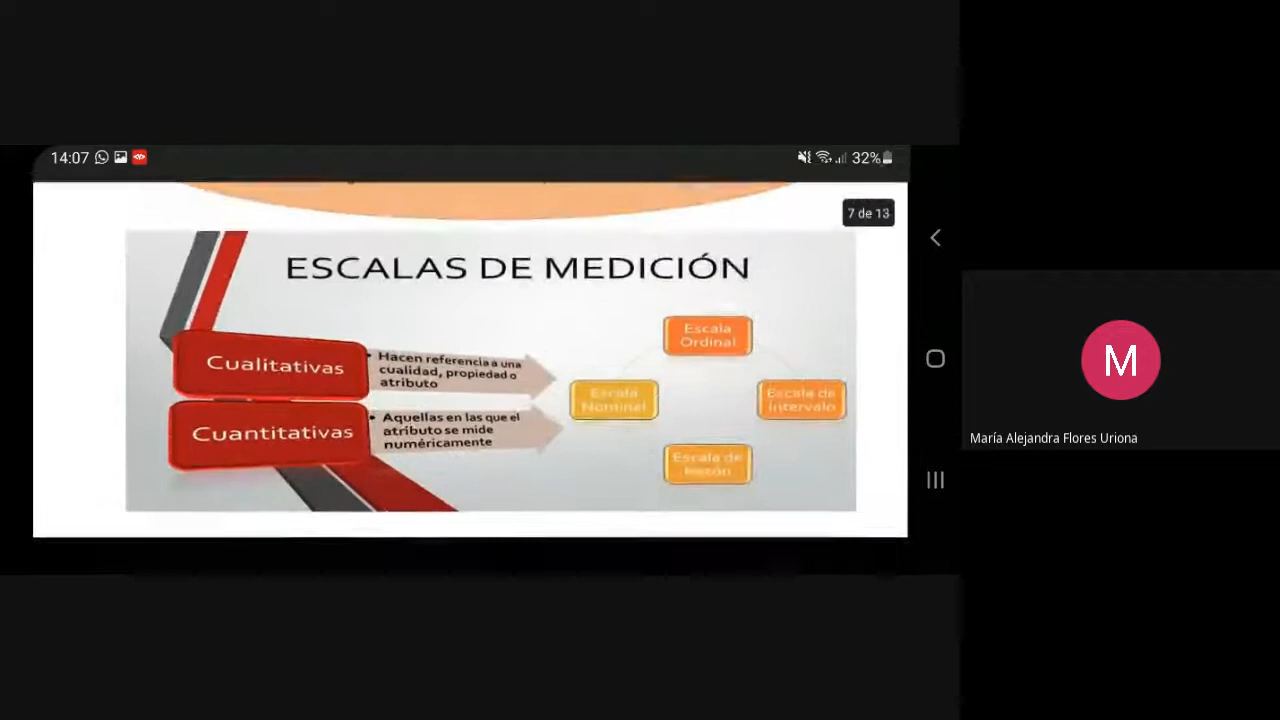 14:07
32%
7 de 13
ESCALAS DE MEDICIÓN
Cualitativas
• Hacen referencia a una
cualidad, propiedad o
atributo
Cuantitativas
• Aquellas en las que el
atributo se mide
numéricamente
Escala
Ordinal
Escala
Nominal
Escala de
Intervalo
Escala de
Razón
M
María Alejandra Flores Uriona